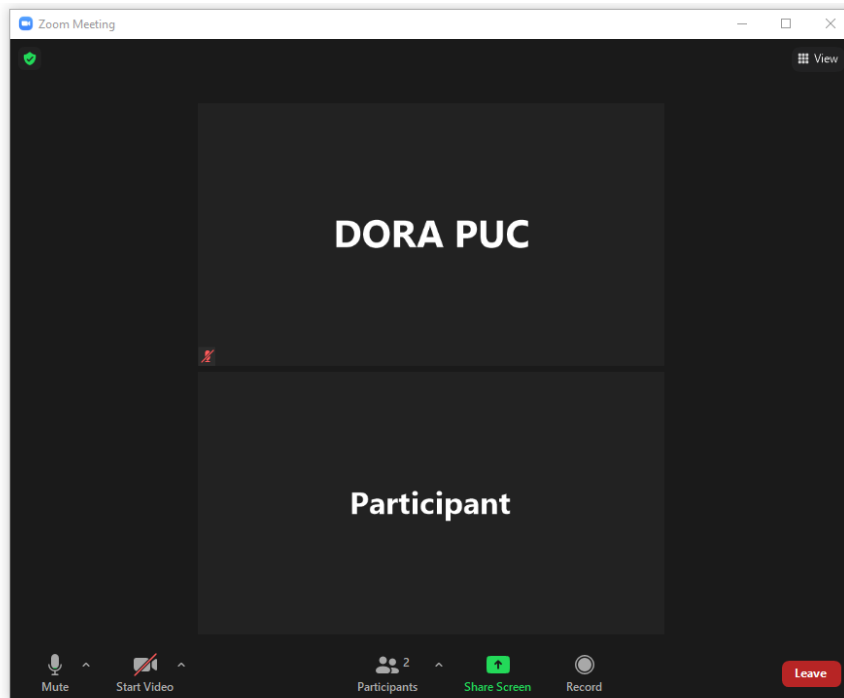 Zoom Meeting
View
DORA PUC
Participant
2
Mute
Start Video
Participants
Share Screen
Record
Leave